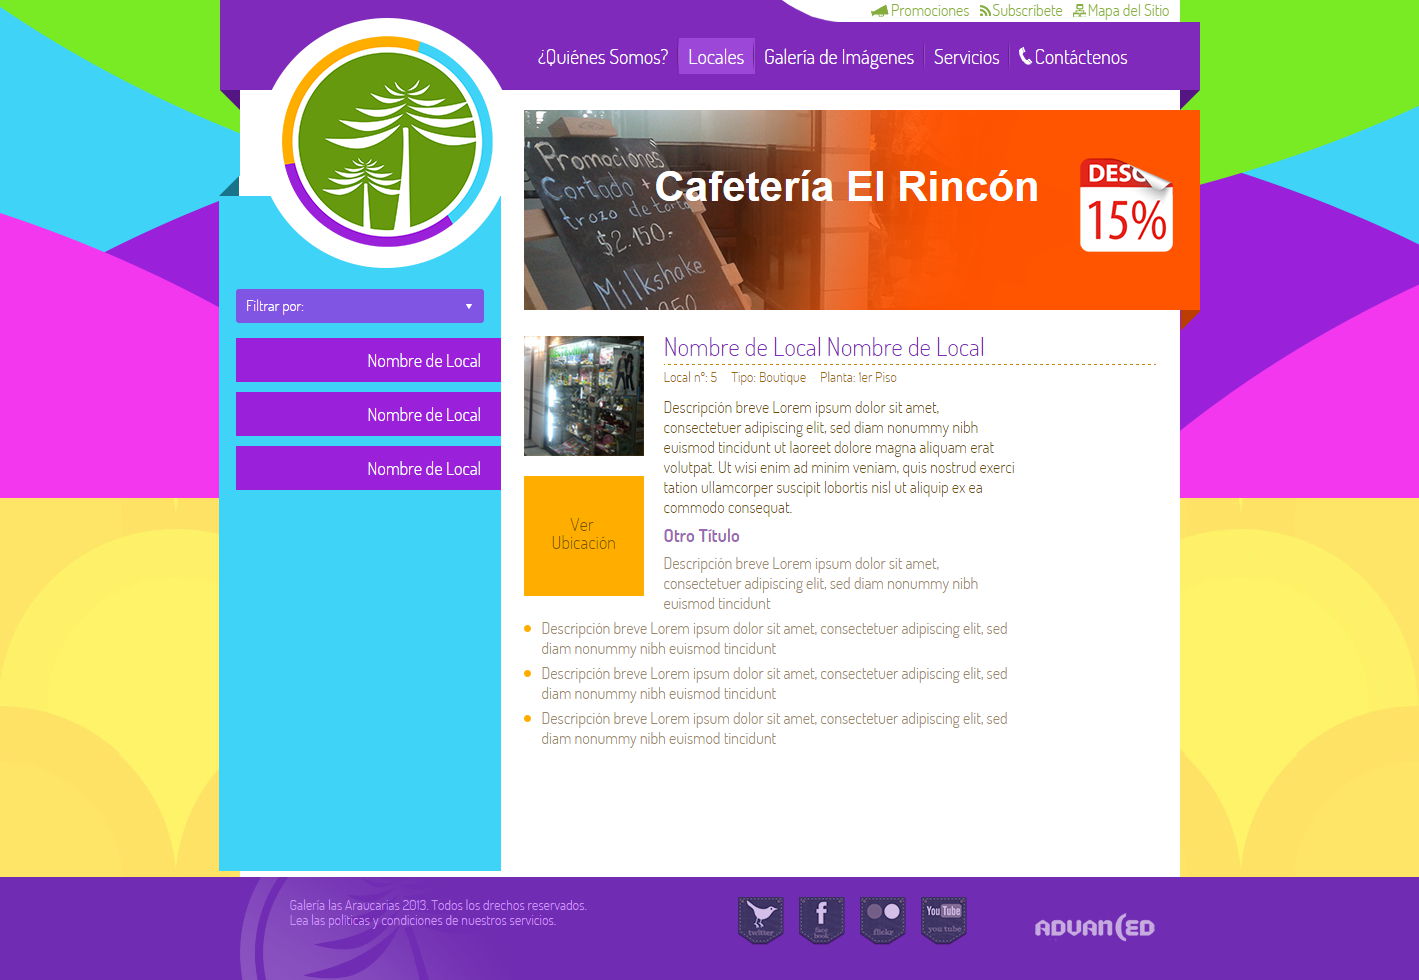 Promociones Subscribete Mapa del Sitio
¿Quiénes Somos? Locales Galería de Imágenes Servicios Contáctenos
"Promociones"
Cortado +
trozo de torta
$2.150.-
Milkshake
Cafetería El Rincón
DESC
15%
Filtrar por:
Nombre de Local
Nombre de Local
Nombre de Local
Nombre de Local Nombre de Local
Local nº: 5 Tipo: Boutique Planta: 1er Piso
Descripción breve Lorem ipsum dolor sit amet,
consectetuer adipiscing elit, sed diam nonummy nibh
euismod tincidunt ut laoreet dolore magna aliquam erat
volutpat. Ut wisi enim ad minim veniam, quis nostrud exerci
tation ullamcorper suscipit lobortis nisl ut aliquip ex ea
commodo consequat.
Ver
Ubicación
Otro Título
Descripción breve Lorem ipsum dolor sit amet,
consectetuer adipiscing elit, sed diam nonummy nibh
euismod tincidunt
Descripción breve Lorem ipsum dolor sit amet, consectetuer adipiscing elit, sed
diam nonummy nibh euismod tincidunt
Descripción breve Lorem ipsum dolor sit amet, consectetuer adipiscing elit, sed
diam nonummy nibh euismod tincidunt
Descripción breve Lorem ipsum dolor sit amet, consectetuer adipiscing elit, sed
diam nonummy nibh euismod tincidunt
Galería las Araucarias 2013. Todos los drechos reservados.
Lea las políticas y condiciones de nuestros servicios.
twitter
face
book
flickr
You Tube
you tube
ADVANCED